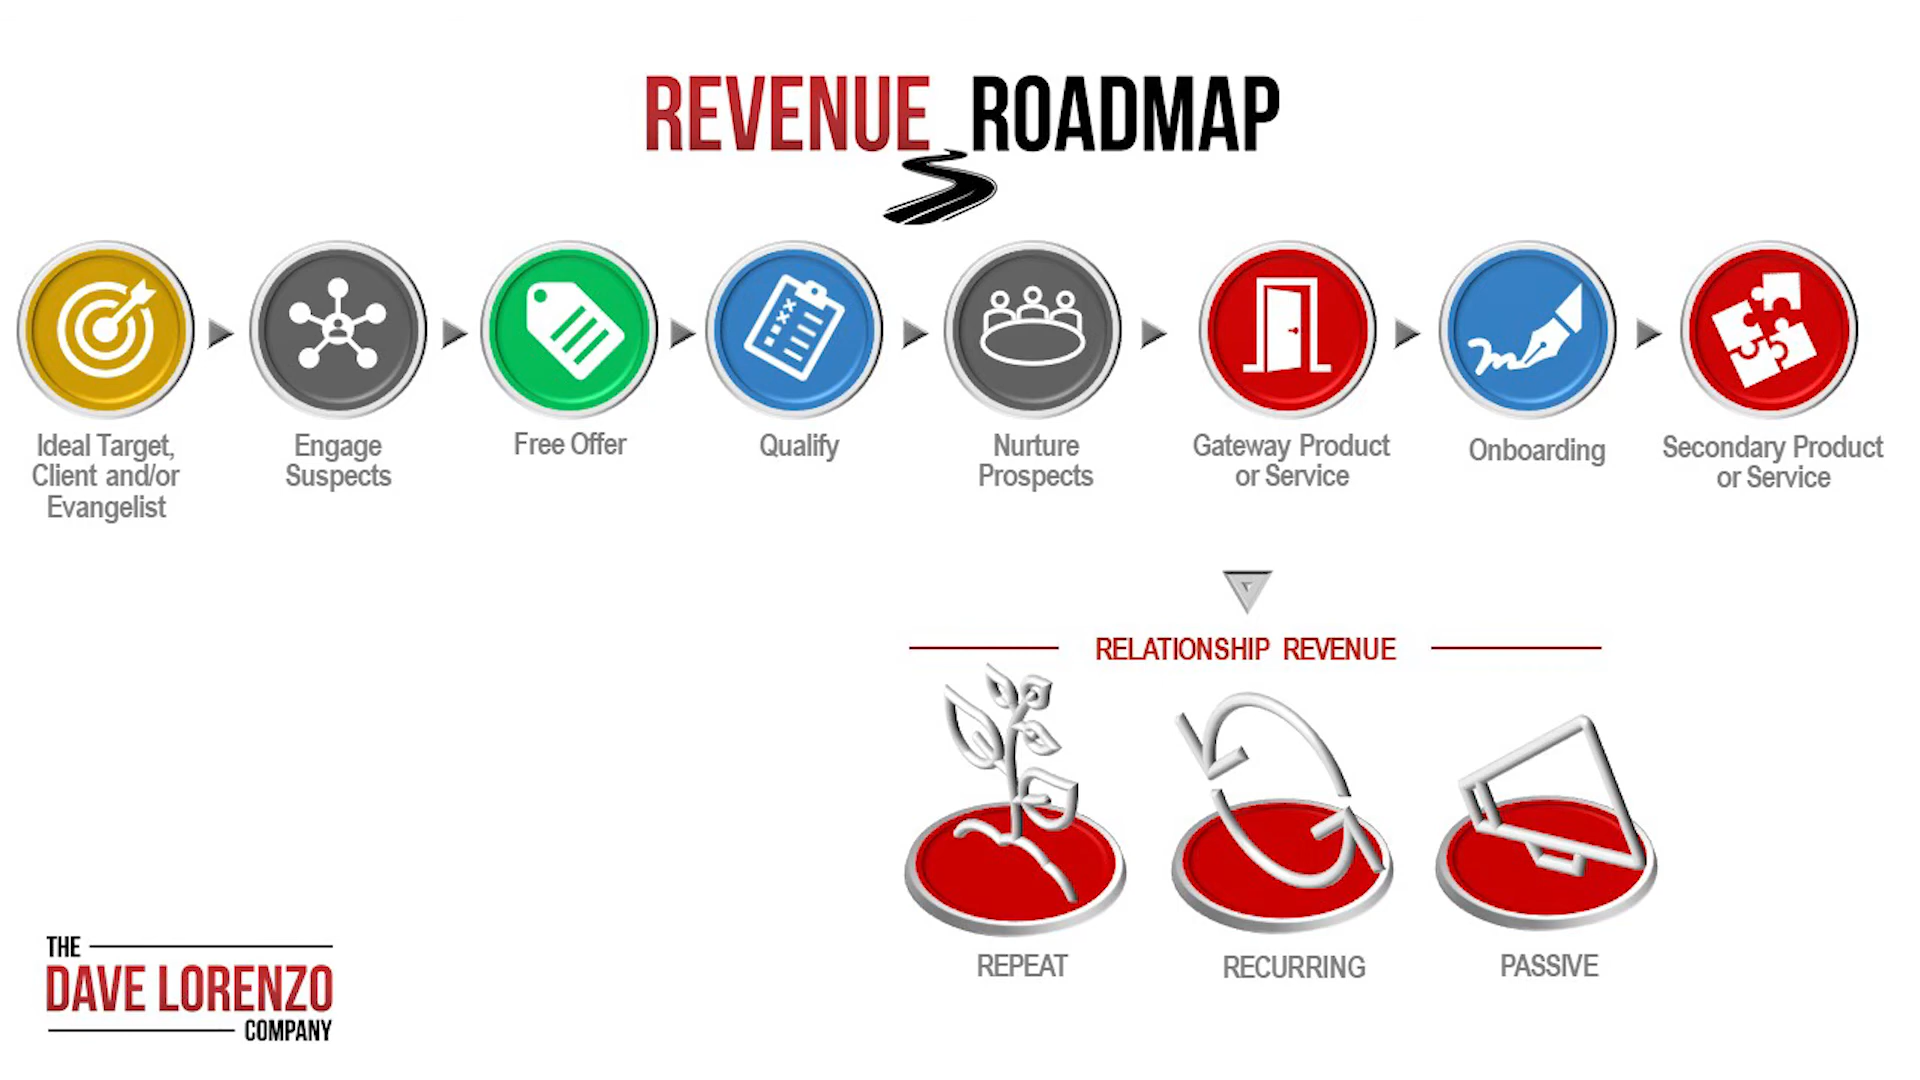 REVENUE ROADMAP
Ideal Target,
Client and/or
Evangelist
Engage
Suspects
Free Offer
Qualify
Nurture
Prospects
Gateway Product
or Service
Onboarding
Secondary Product
or Service
RELATIONSHIP REVENUE
REPEAT
RECURRING
PASSIVE
THE
DAVE LORENZO
COMPANY